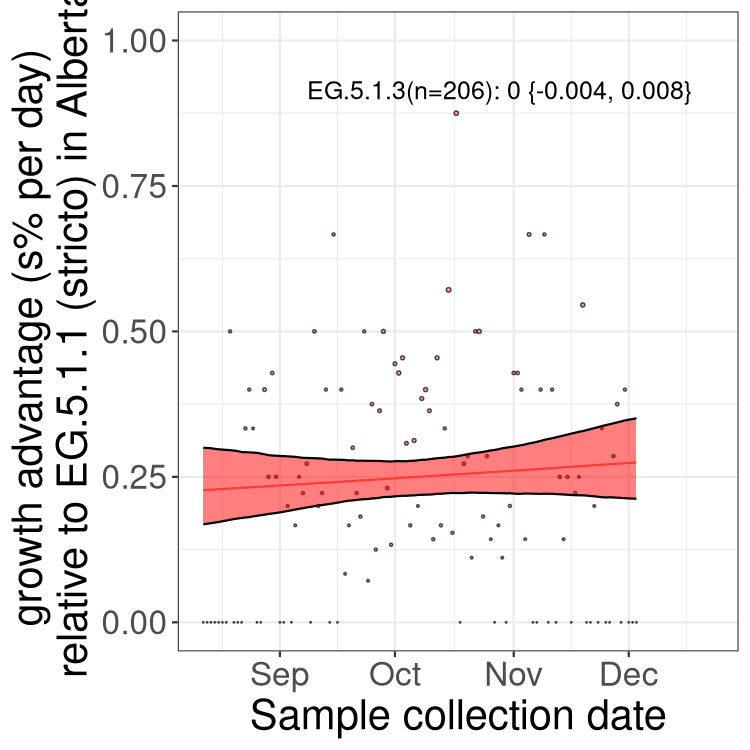 growth advantage (s% per day)
relative to EG.5.1.1 (stricto) in Alberta
1.00
0.75
0.50
0.25
0.00
EG.5.1.3(n=206): 0 {-0.004, 0.008}
Sep Oct Nov Dec
Sample collection date